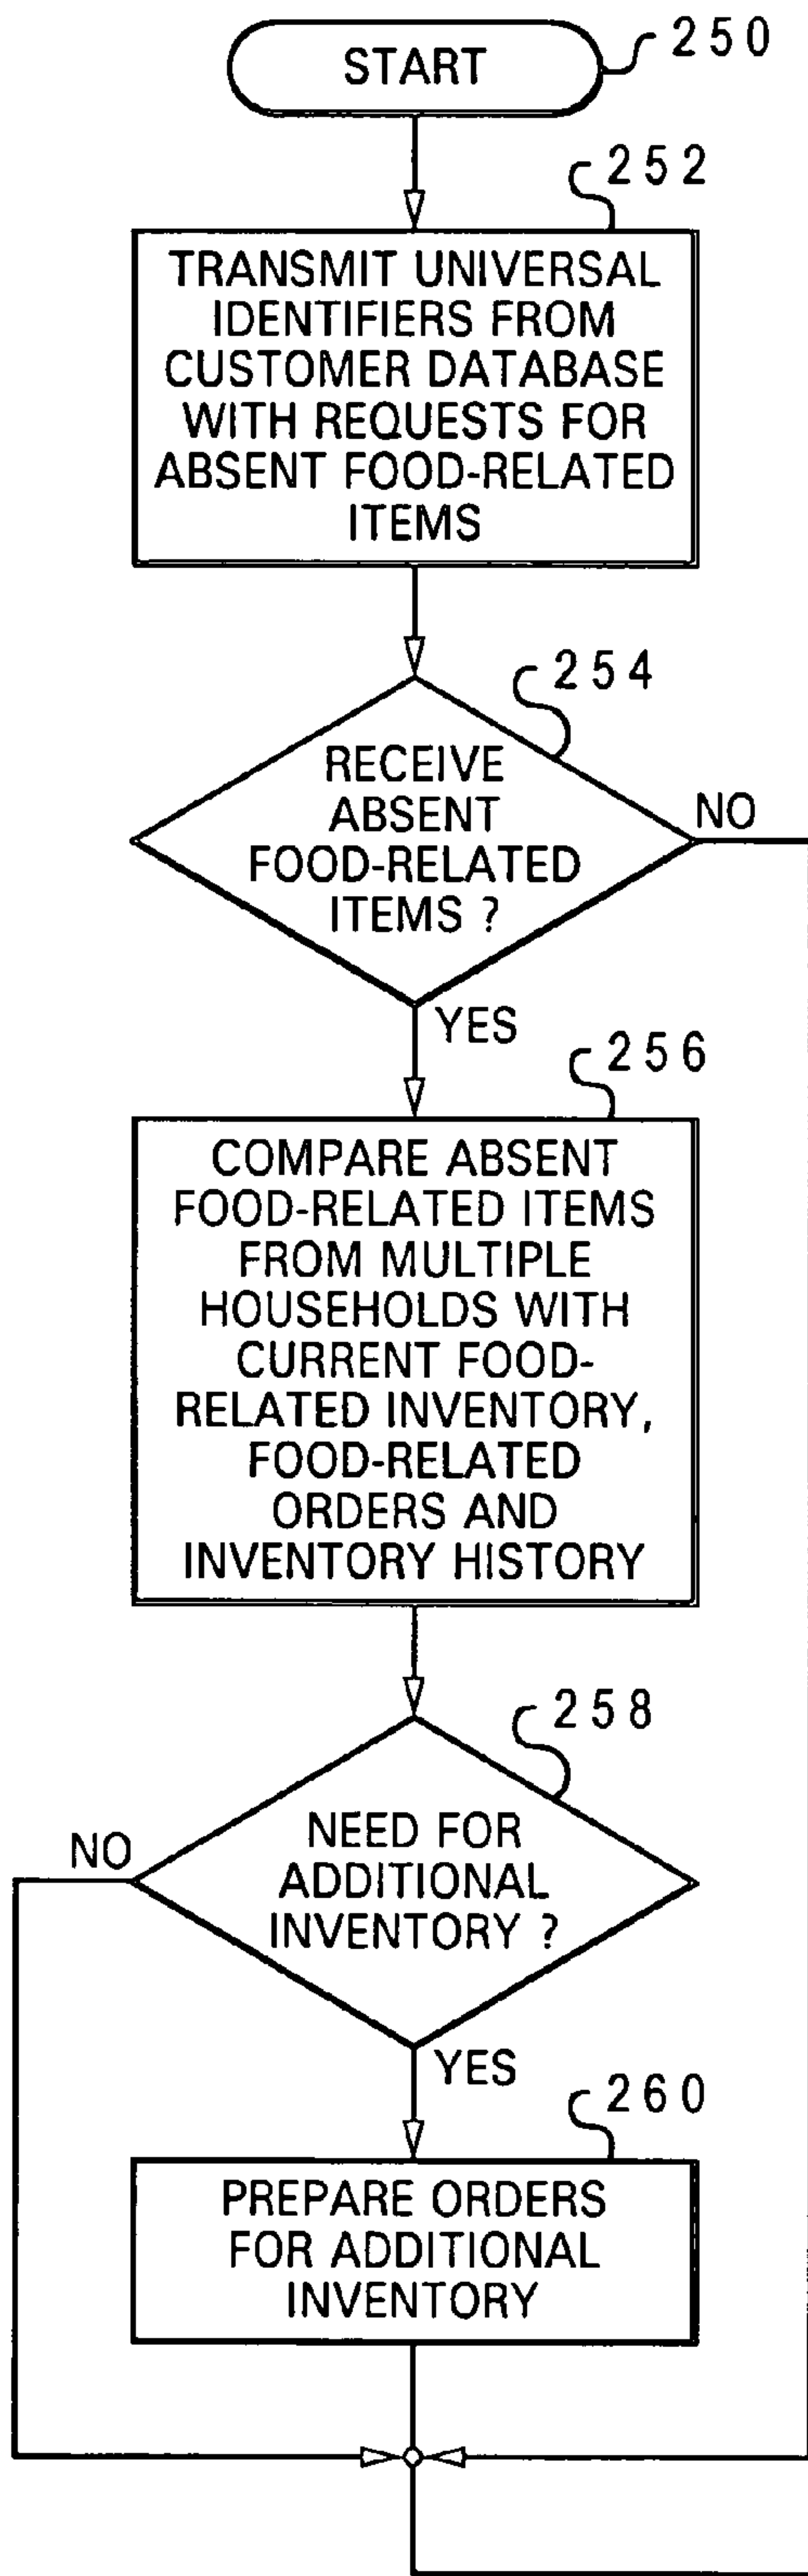 START
250
252
TRANSMIT UNIVERSAL
IDENTIFIERS FROM
CUSTOMER DATABASE
WITH REQUESTS FOR
ABSENT FOOD-RELATED
ITEMS
254
RECEIVE
ABSENT
FOOD-RELATED
ITEMS ?
NO
YES
256
COMPARE ABSENT
FOOD-RELATED ITEMS
FROM MULTIPLE
HOUSEHOLDS WITH
CURRENT FOOD-
RELATED INVENTORY,
FOOD-RELATED
ORDERS AND
INVENTORY HISTORY
258
NEED FOR
ADDITIONAL
INVENTORY ?
NO
YES
260
PREPARE ORDERS
FOR ADDITIONAL
INVENTORY